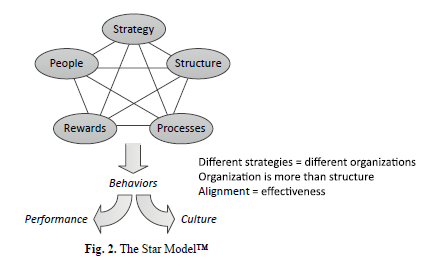 Strategy
People
Structure
Rewards
Processes
Different strategies = different organizations
Organization is more than structure
Alignment = effectiveness
Behaviors
Performance
Culture
Fig. 2. The Star Model™